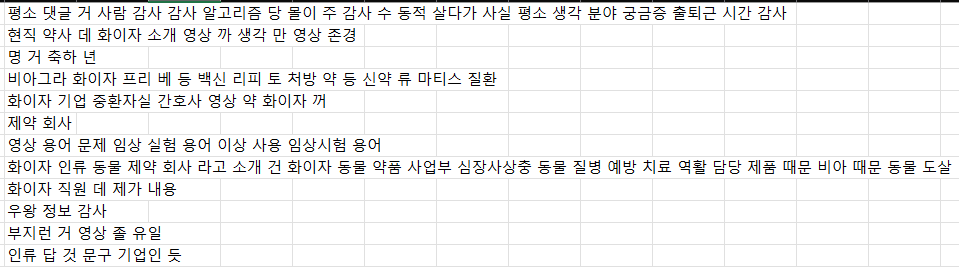 평소 댓글 거 사람 감사 감사 알고리즘 당 몰이 주 감사 수 동적 살다가 사실 평소 생각 분야 궁금증 출퇴근 시간 감사
현직 약사 데 화이자 소개 영상 까 생각 만 영상 존경
명 거 축하 년
비아그라 화이자 프리 베 등 백신 리피 토 처방 약 등 신약 류 마티스 질환
화이자 기업 중환자실 간호사 영상 약 화이자 꺼
제약 회사
영상 용어 문제 임상 실험 용어 이상 사용 임상시험 용어
화이자 인류 동물 제약 회사 라고 소개 건 화이자 동물 약품 사업부 심장사상충 동물 질병 예방 치료 역활 담당 제품 때문 비아 때문 동물 도살
화이자 직원 데 제가 내용
우왕 정보 감사
부지런 거 영상 졸 유일
인류 답 것 문구 기업인 듯